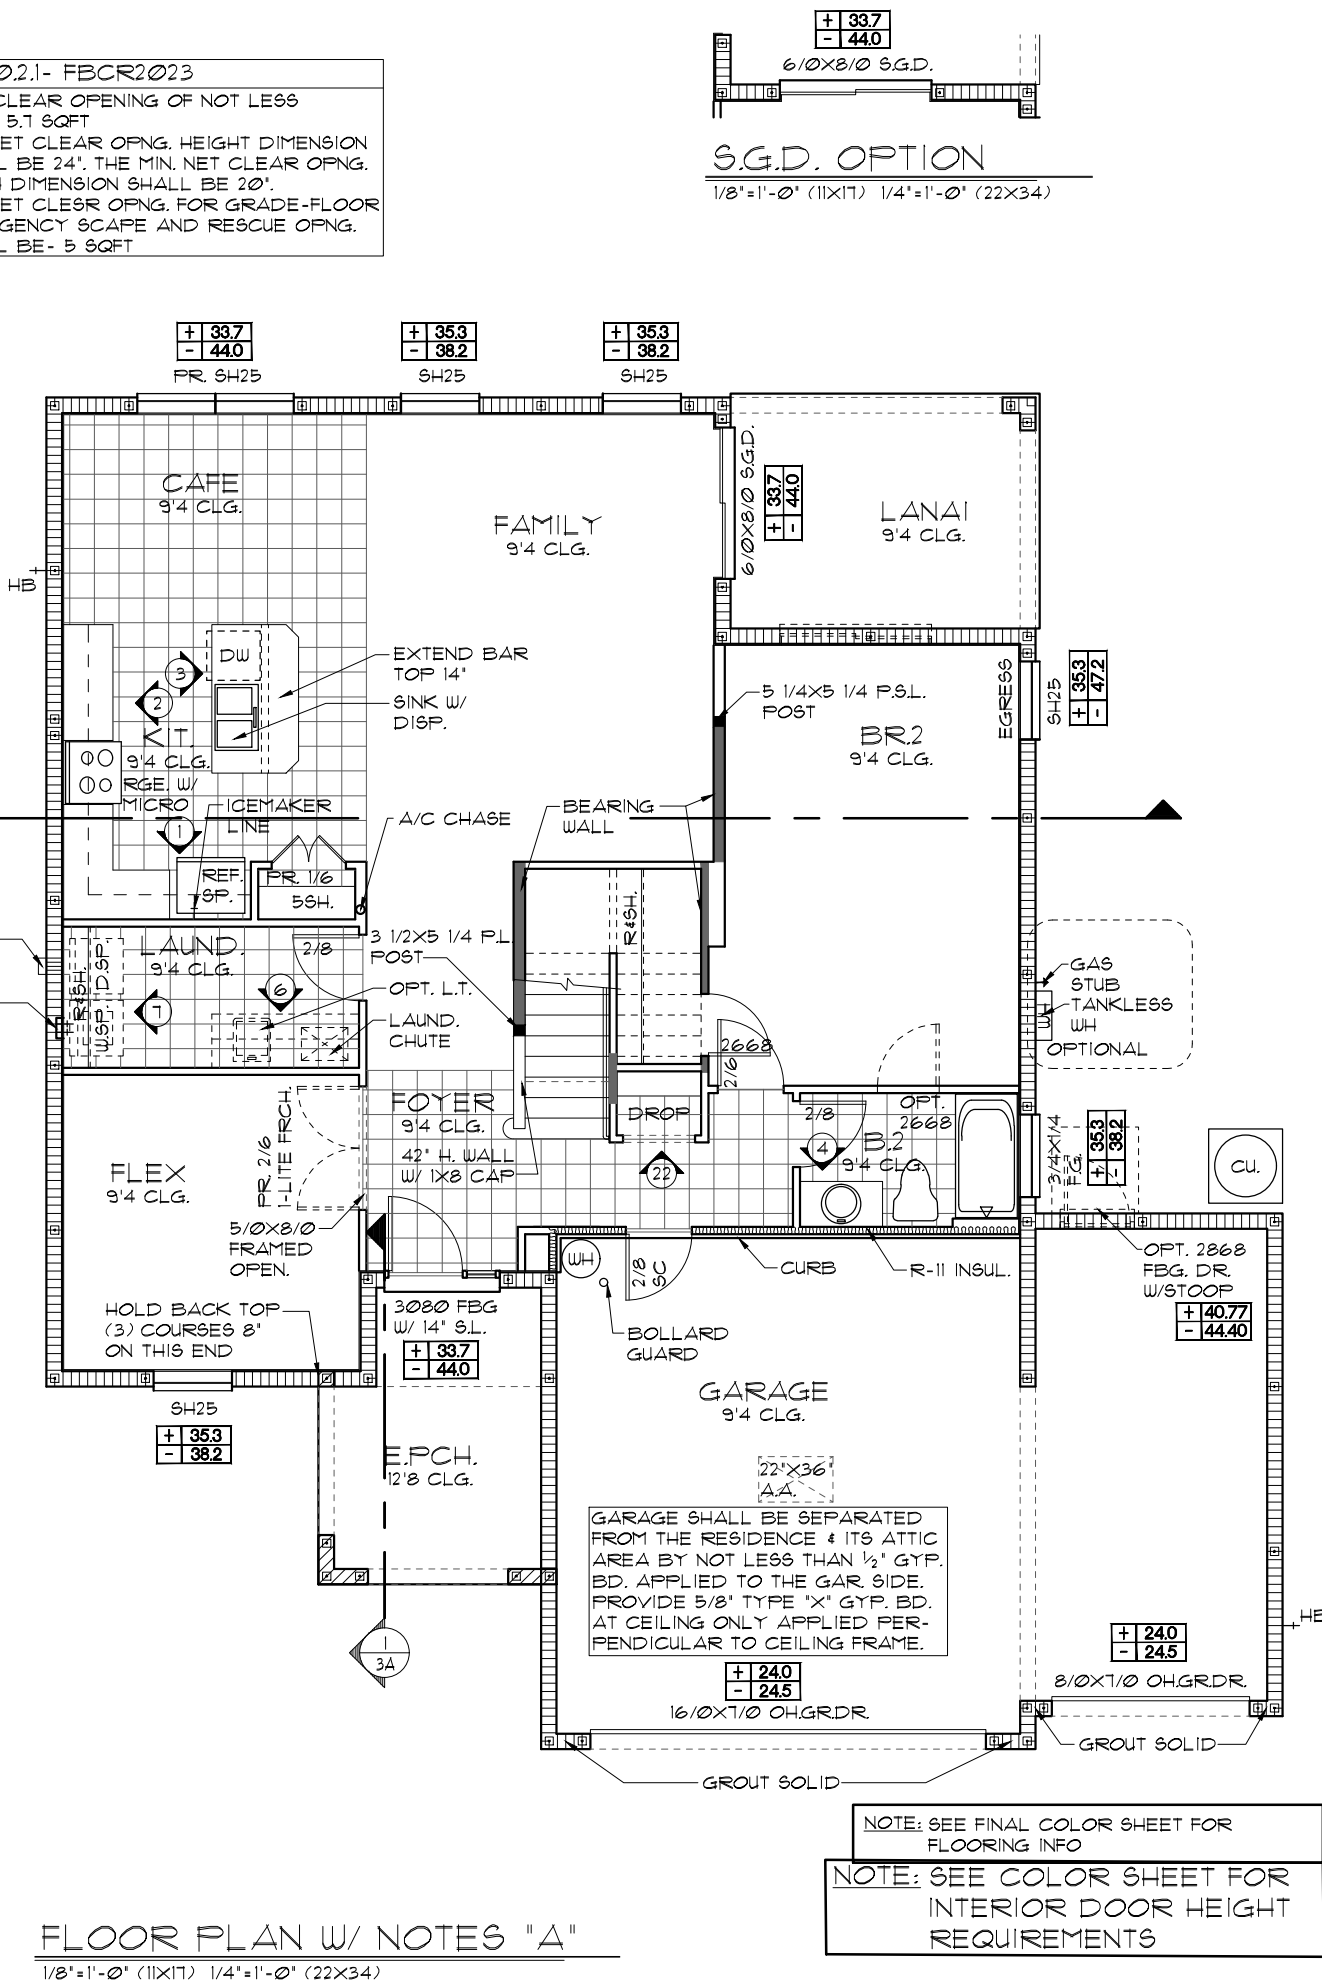 + 33.7
- 44.0
6/0X8/0 S.G.D.
S.G.D. OPTION
1/8"=1'-0" (11X17) 1/4"=1'-0" (22X34)
0.2.1- FBCR2023
CLEAR OPENING OF NOT LESS
5.7 SQFT
ET CLEAR OPNG. HEIGHT DIMENSION
L BE 24". THE MIN. NET CLEAR OPNG.
H DIMENSION SHALL BE 20".
ET CLESR OPNG. FOR GRADE-FLOOR
GENCY SCAPE AND RESCUE OPNG.
L BE- 5 SQFT
+ 33.7
- 44.0
PR. SH25
+ 35.3
- 38.2
SH25
+ 35.3
- 38.2
SH25
CAFE
9'4 CLG.
FAMILY
9'4 CLG.
6/0X8/0 S.G.D.
+ 33.7
- 44.0
LANAI
9'4 CLG.
HB
DW
3
2
EXTEND BAR
TOP 14"
SINK W/
DISP.
KIT.
9'4 CLG.
RGE. W/
MICRO
1
ICEMAKER
LINE
A/C CHASE
5 1/4X5 1/4 P.S.L.
POST
BR.2
9'4 CLG.
EGRESS
SH25
+ 35.3
- 47.2
BEARING
WALL
REF.
SP.
PR. 1/6
5SH.
R&SH.
LAUND.
9'4 CLG.
2/8
3 1/2X5 1/4 P.L.
POST
R&SH.
D.SP.
W.SP.
7
6
OPT. L.T.
LAUND.
CHUTE
GAS
STUB
TANKLESS
WH
WH
OPTIONAL
2668
2/6
FOYER
9'4 CLG.
42" H. WALL
W/ 1X8 CAP
DROP
22
2/8
4
OPT.
2668
B.2
9'4 CLG.
3/4X1/4
F.G.
+ 35.3
- 38.2
CU.
FLEX
9'4 CLG.
PR. 2/6
1-LITE FRCH.
5/0X8/0
FRAMED
OPEN.
HOLD BACK TOP
(3) COURSES 8"
ON THIS END
3080 FBG
W/ 14" S.L.
+ 33.7
- 44.0
WH
2/8
SC
CURB
R-11 INSUL.
BOLLARD
GUARD
OPT. 2868
FBG. DR.
W/STOOP
+ 40.77
- 44.40
SH25
+ 35.3
- 38.2
E.PCH.
12'8 CLG.
GARAGE
9'4 CLG.
22"X36"
A.A.
GARAGE SHALL BE SEPARATED
FROM THE RESIDENCE & ITS ATTIC
AREA BY NOT LESS THAN ½" GYP.
BD. APPLIED TO THE GAR. SIDE.
PROVIDE 5/8" TYPE "X" GYP. BD.
AT CEILING ONLY APPLIED PER-
PENDICULAR TO CEILING FRAME.
1
3A
+ 24.0
- 24.5
16/0X7/0 OH.GR.DR.
+ 24.0
- 24.5
8/0X7/0 OH.GR.DR.
HB
GROUT SOLID
GROUT SOLID
NOTE: SEE FINAL COLOR SHEET FOR
FLOORING INFO
NOTE: SEE COLOR SHEET FOR
INTERIOR DOOR HEIGHT
REQUIREMENTS
FLOOR PLAN W/ NOTES "A"
1/8"=1'-0" (11X17) 1/4"=1'-0" (22X34)